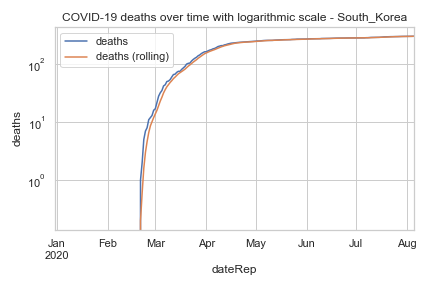 COVID-19 deaths over time with logarithmic scale - South_Korea
deaths
deaths (rolling)
10²
10¹
10⁰
deaths
Jan Feb Mar Apr May Jun Jul Aug
2020
dateRep